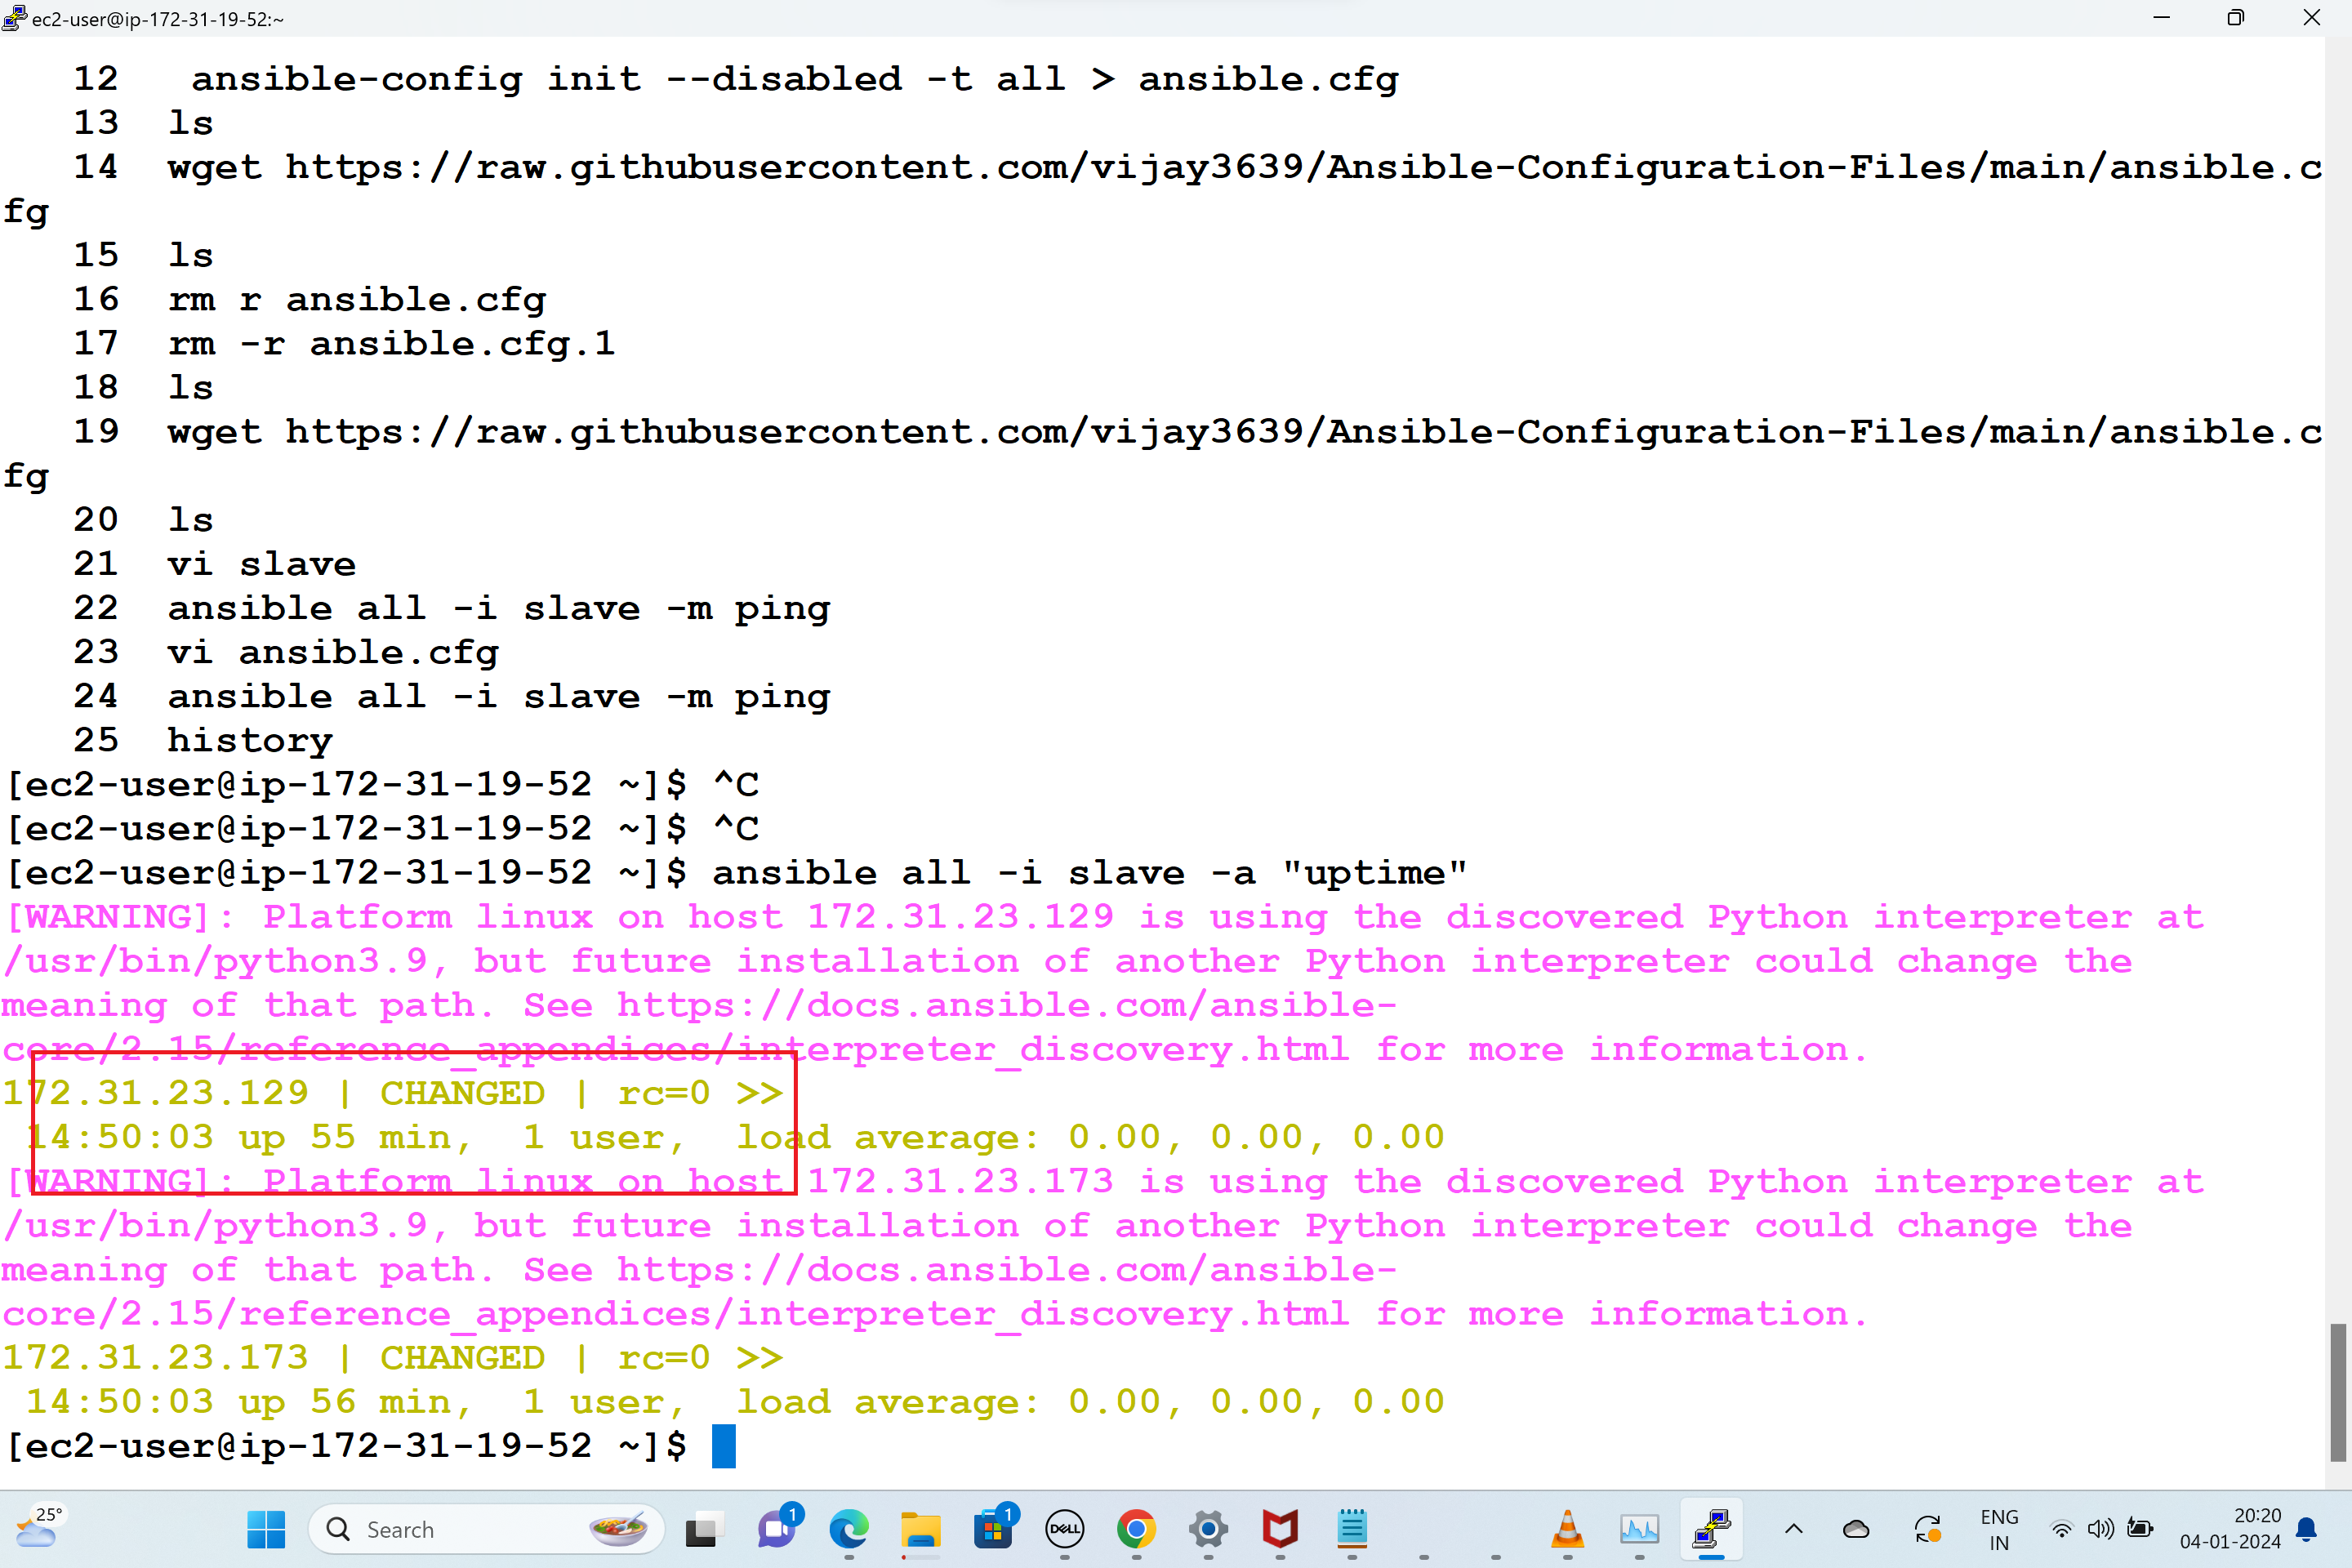 ec2-user@ip-172-31-19-52:~
12   ansible-config init --disabled -t all > ansible.cfg
13  ls
14  wget https://raw.githubusercontent.com/vijay3639/Ansible-Configuration-Files/main/ansible.c
fg
15  ls
16  rm r ansible.cfg
17  rm -r ansible.cfg.1
18  ls
19  wget https://raw.githubusercontent.com/vijay3639/Ansible-Configuration-Files/main/ansible.c
fg
20  ls
21  vi slave
22  ansible all -i slave -m ping
23  vi ansible.cfg
24  ansible all -i slave -m ping
25  history
[ec2-user@ip-172-31-19-52 ~]$ ^C
[ec2-user@ip-172-31-19-52 ~]$ ^C
[ec2-user@ip-172-31-19-52 ~]$ ansible all -i slave -a "uptime"
[WARNING]: Platform linux on host 172.31.23.129 is using the discovered Python interpreter at
/usr/bin/python3.9, but future installation of another Python interpreter could change the
meaning of that path. See https://docs.ansible.com/ansible-
core/2.15/reference_appendices/interpreter_discovery.html for more information.
172.31.23.129 | CHANGED | rc=0 >>
14:50:03 up 55 min,  1 user,  load average: 0.00, 0.00, 0.00
[WARNING]: Platform linux on host 172.31.23.173 is using the discovered Python interpreter at
/usr/bin/python3.9, but future installation of another Python interpreter could change the
meaning of that path. See https://docs.ansible.com/ansible-
core/2.15/reference_appendices/interpreter_discovery.html for more information.
172.31.23.173 | CHANGED | rc=0 >>
14:50:03 up 56 min,  1 user,  load average: 0.00, 0.00, 0.00
[ec2-user@ip-172-31-19-52 ~]$
25°
Search
1
1
DELL
ENG
IN
20:20
04-01-2024